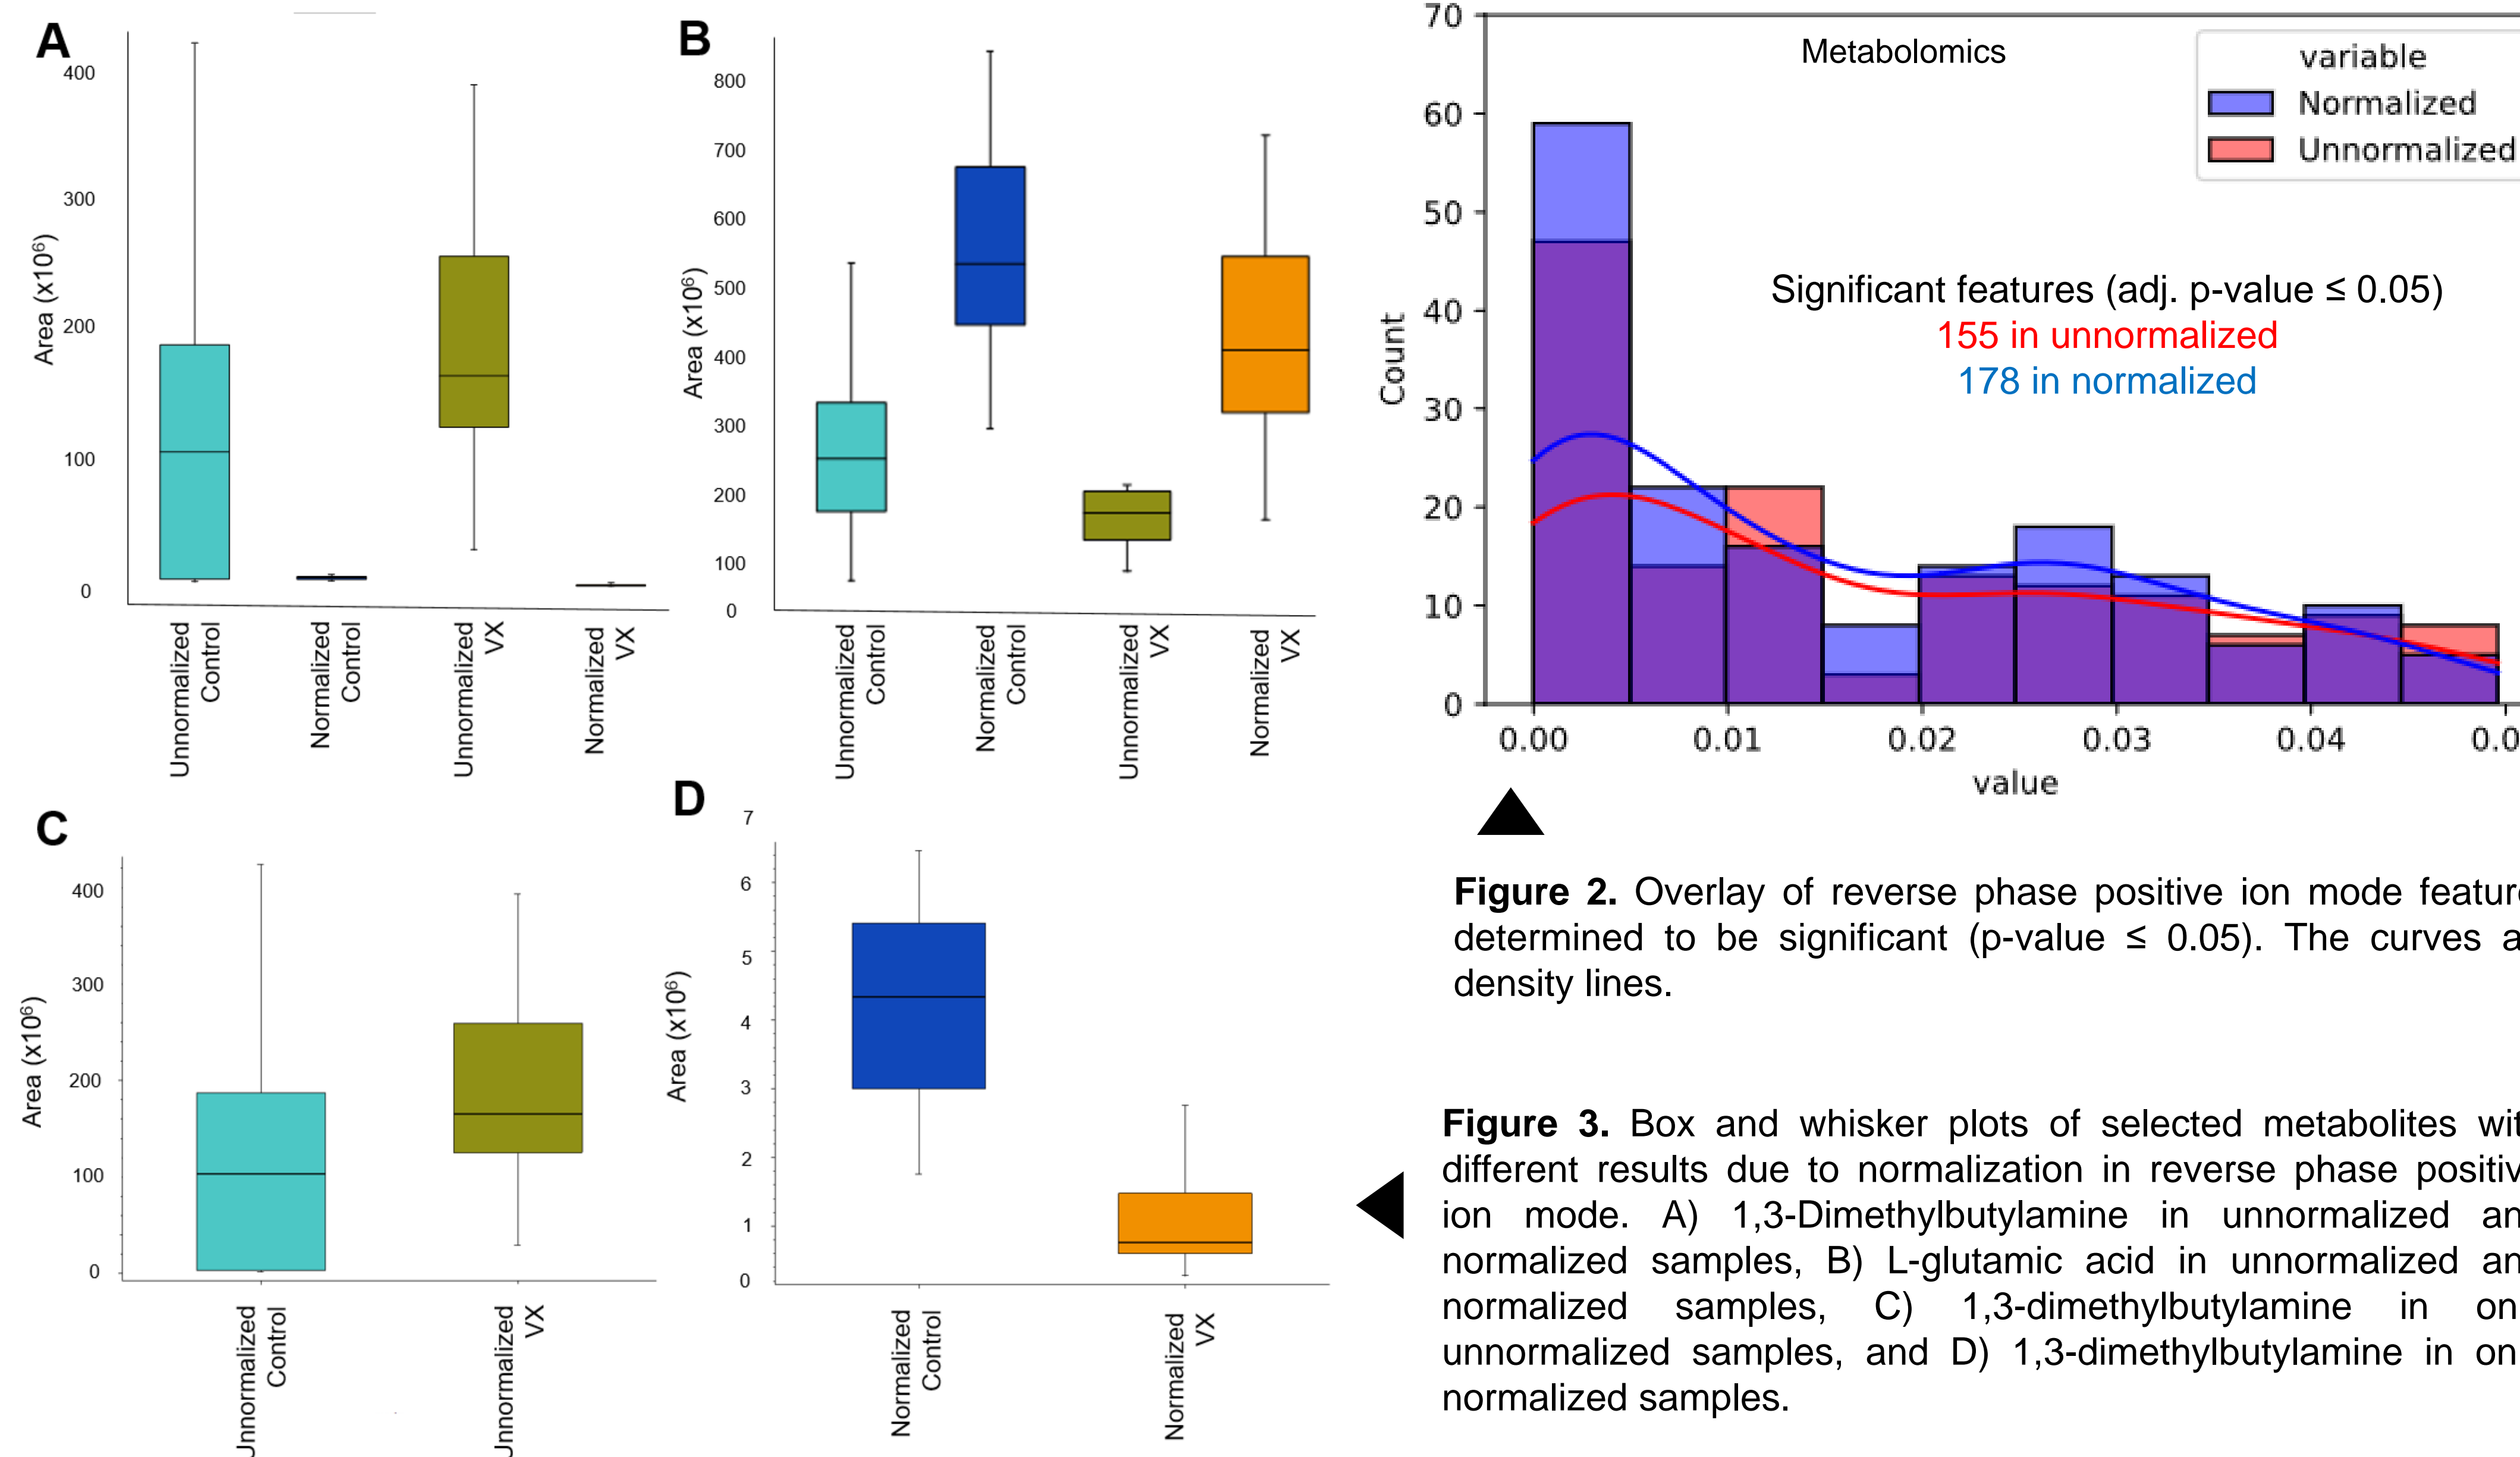 A
400
300
200
100
0
Area (x10⁶)
Unnormalized
Control
Normalized
Control
Unnormalized
VX
Normalized
VX
B
800
700
600
500
400
300
200
100
0
Area (x10⁶)
Unnormalized
Control
Normalized
Control
Unnormalized
VX
Normalized
VX
70
60
50
40
30
20
10
0
Count
Metabolomics
variable
Normalized
Unnormalized
Significant features (adj. p-value ≤ 0.05)
155 in unnormalized
178 in normalized
0.00 0.01 0.02 0.03 0.04 0.0
value
C
400
300
200
100
0
Area (x10⁶)
Unnormalized
Control
Unnormalized
VX
D
7
6
5
4
3
2
1
0
Area (x10⁶)
Normalized
Control
Normalized
VX
Figure 2. Overlay of reverse phase positive ion mode feature
determined to be significant (p-value ≤ 0.05). The curves a
density lines.
Figure 3. Box and whisker plots of selected metabolites wit
different results due to normalization in reverse phase positiv
ion mode. A) 1,3-Dimethylbutylamine in unnormalized an
normalized samples, B) L-glutamic acid in unnormalized an
normalized samples, C) 1,3-dimethylbutylamine in on
unnormalized samples, and D) 1,3-dimethylbutylamine in on
normalized samples.